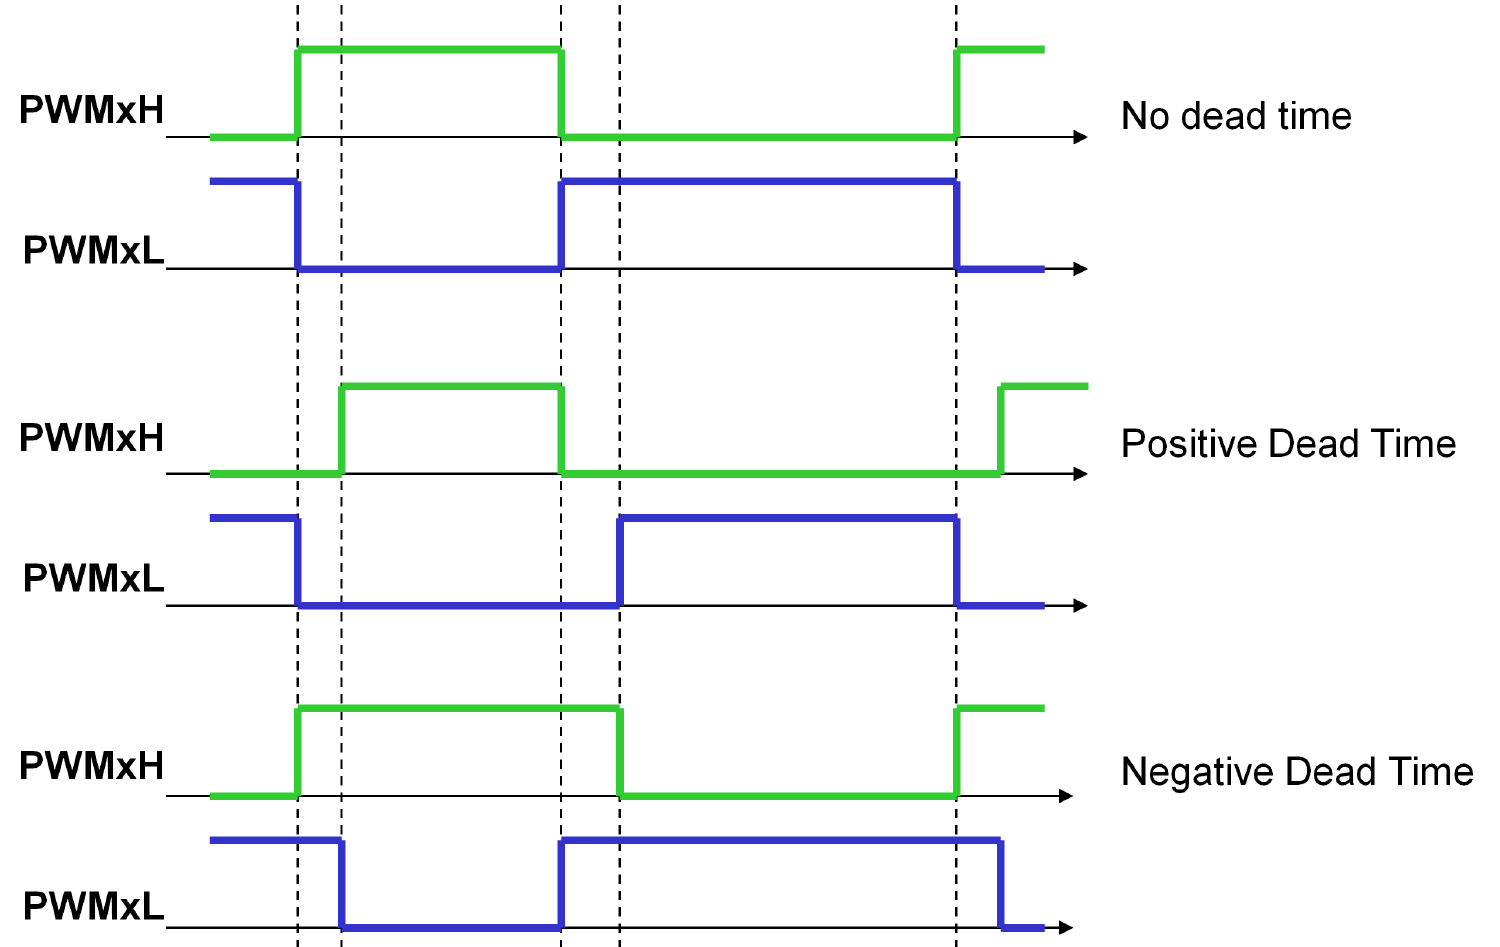 PWMxH
No dead time
PWMxL
PWMxH
Positive Dead Time
PWMxL
PWMxH
Negative Dead Time
PWMxL